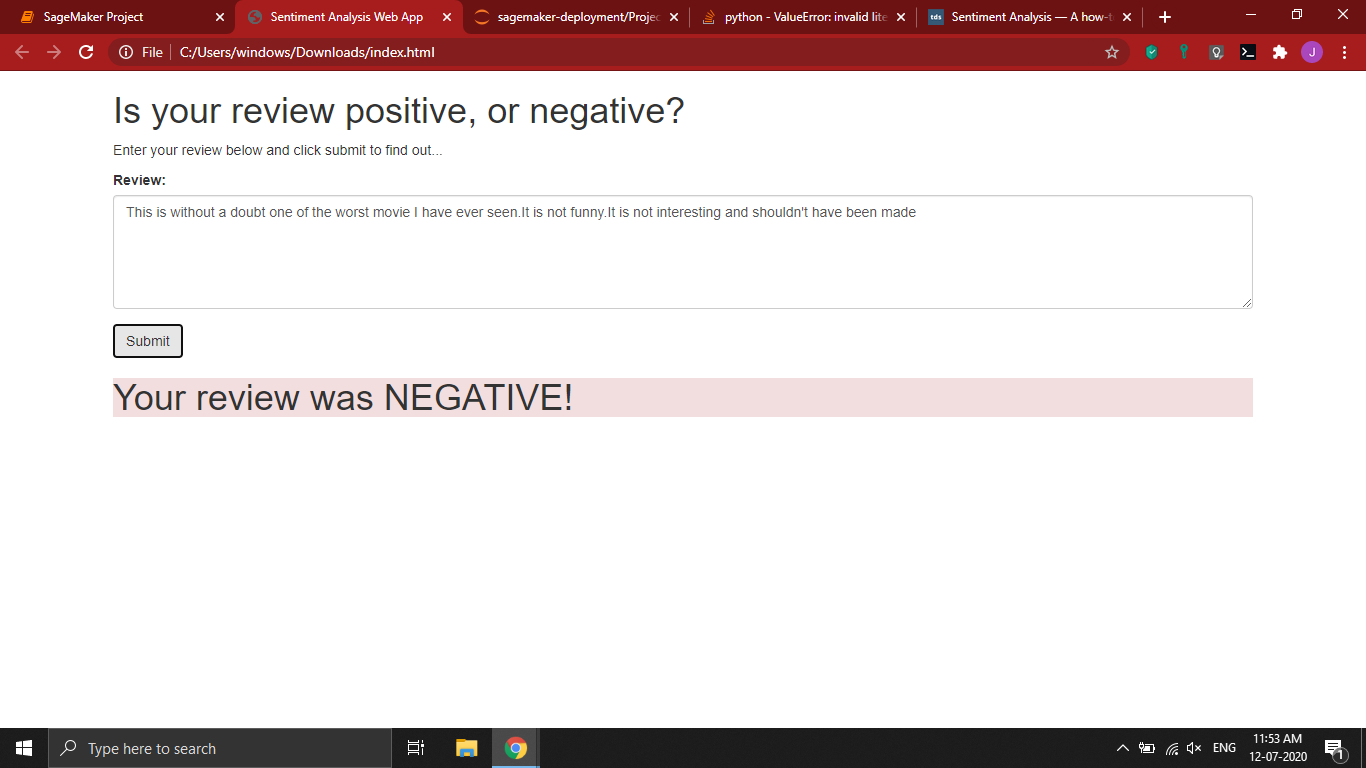 SageMaker Project
Sentiment Analysis Web App
sagemaker-deployment/Projec
python - ValueError: invalid lite
tds
Sentiment Analysis — A how-t
File
C:/Users/windows/Downloads/index.html
J
Is your review positive, or negative?
Enter your review below and click submit to find out...
Review:
This is without a doubt one of the worst movie I have ever seen.It is not funny.It is not interesting and shouldn't have been made
Submit
Your review was NEGATIVE!
Type here to search
ENG
11:53 AM
12-07-2020
1